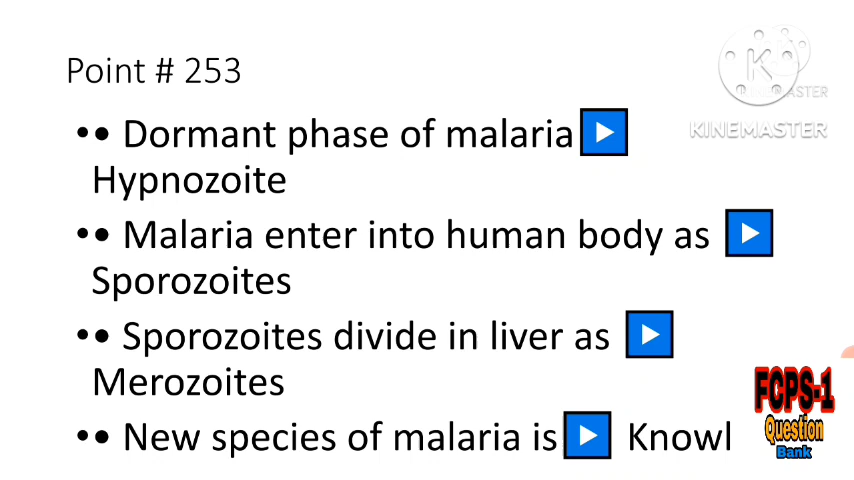 Point # 253
•• Dormant phase of malaria ▶
Hypnozoite
•• Malaria enter into human body as ▶
Sporozoites
•• Sporozoites divide in liver as ▶
Merozoites
•• New species of malaria is ▶ Knowl
KINEMASTER
FCPS-1
Question
Bank